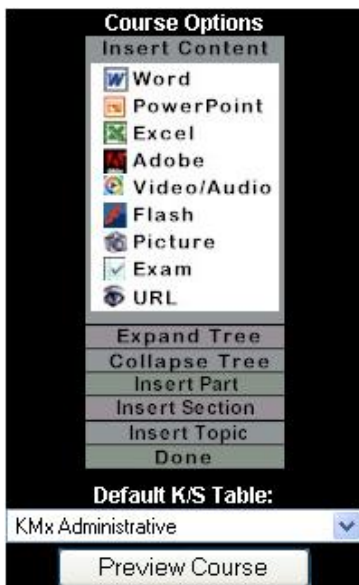 Course Options
Insert Content
Word
PowerPoint
Excel
Adobe
Video/Audio
Flash
Picture
Exam
URL
Expand Tree
Collapse Tree
Insert Part
Insert Section
Insert Topic
Done
Default K/S Table:
KMx Administrative
Preview Course